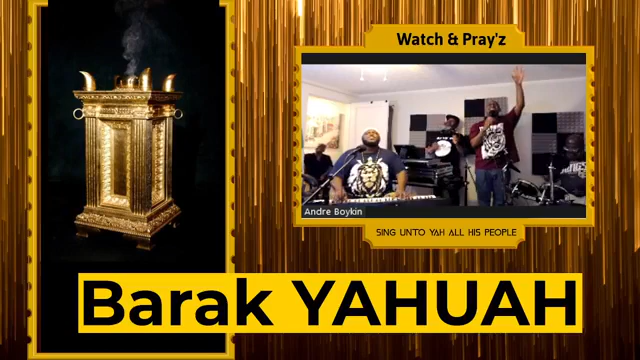 Watch & Pray'z
Andre Boykin
SING UNTO YAH ALL HIS PEOPLE
Barak YAHUAH